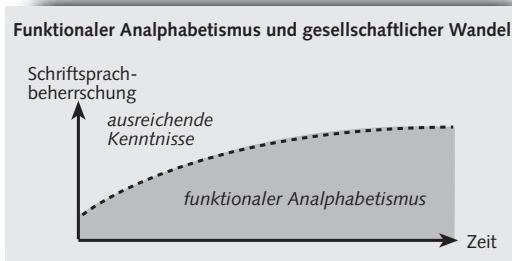 Funktionaler Analphabetismus und gesellschaftlicher Wandel
Schriftsprach-
beherrschung
ausreichende
Kenntnisse
funktionaler Analphabetismus
Zeit